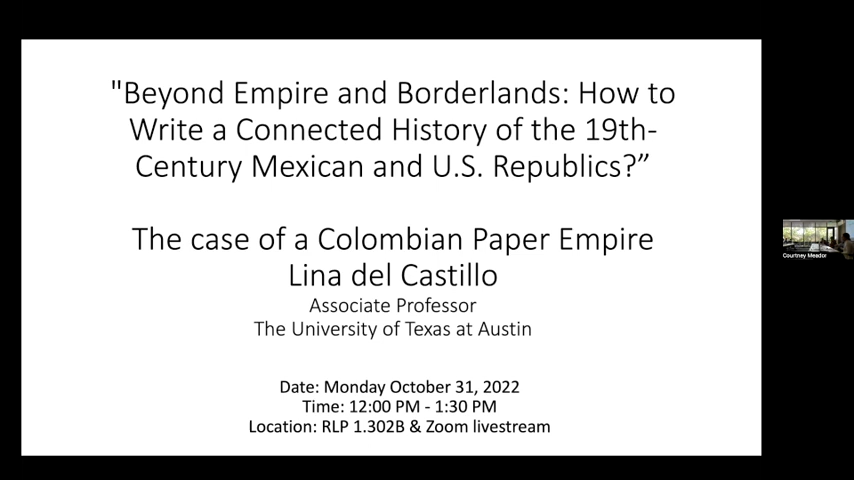 "Beyond Empire and Borderlands: How to
Write a Connected History of the 19th-
Century Mexican and U.S. Republics?”
The case of a Colombian Paper Empire
Lina del Castillo
Associate Professor
The University of Texas at Austin
Date: Monday October 31, 2022
Time: 12:00 PM - 1:30 PM
Location: RLP 1.302B & Zoom livestream
Courtney Meador